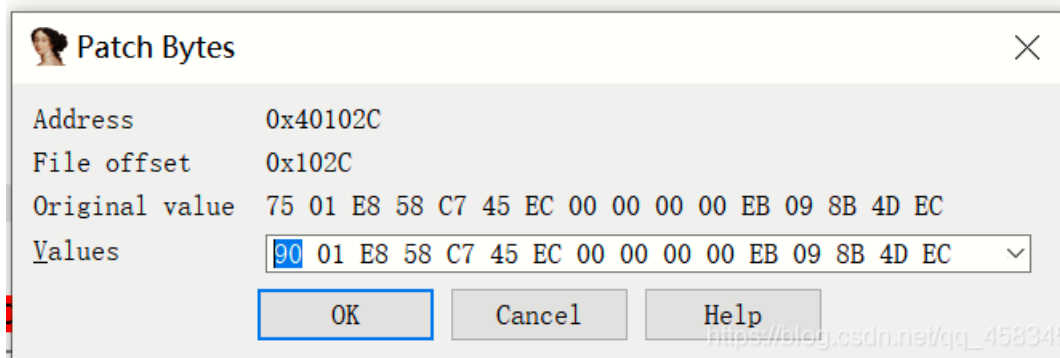 Patch Bytes
Address 0x40102C
File offset 0x102C
Original value 75 01 E8 58 C7 45 EC 00 00 00 00 EB 09 8B 4D EC
Values 90 01 E8 58 C7 45 EC 00 00 00 00 EB 09 8B 4D EC
OK Cancel Help
https://blog.csdn.net/qq_458349